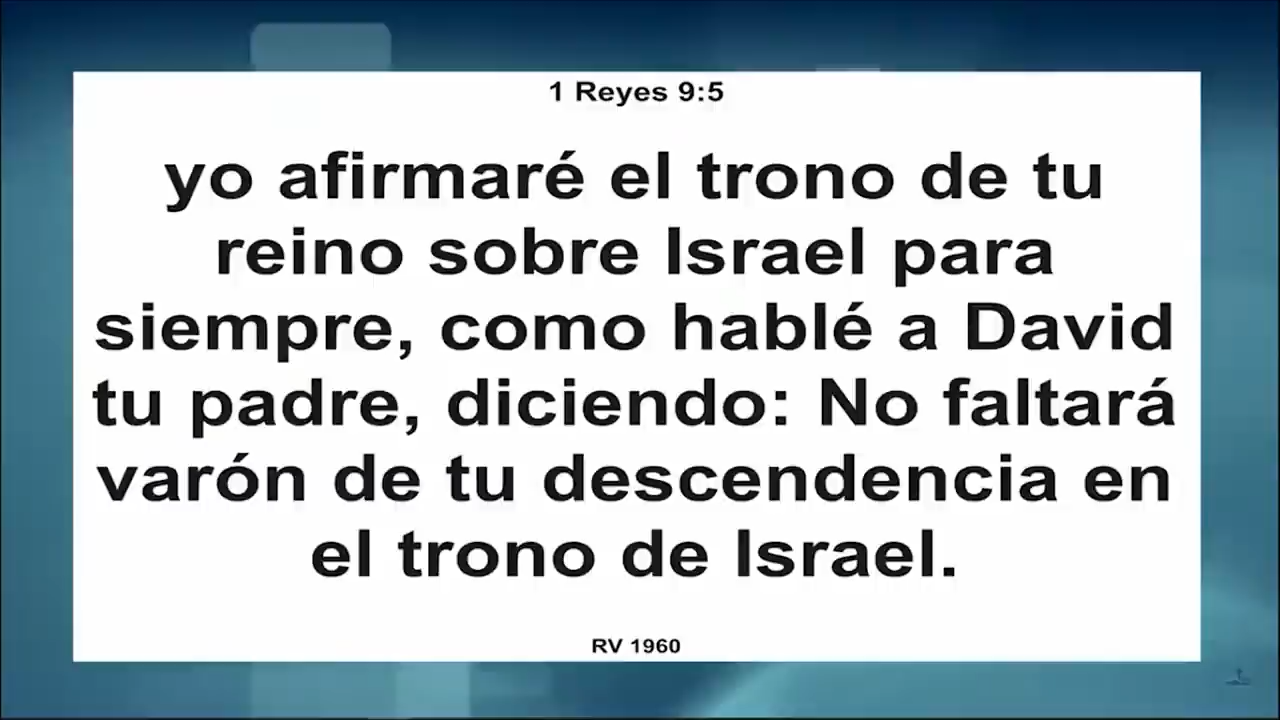 1 Reyes 9:5
yo afirmaré el trono de tu
reino sobre Israel para
siempre, como hablé a David
tu padre, diciendo: No faltará
varón de tu descendencia en
el trono de Israel.
RV 1960